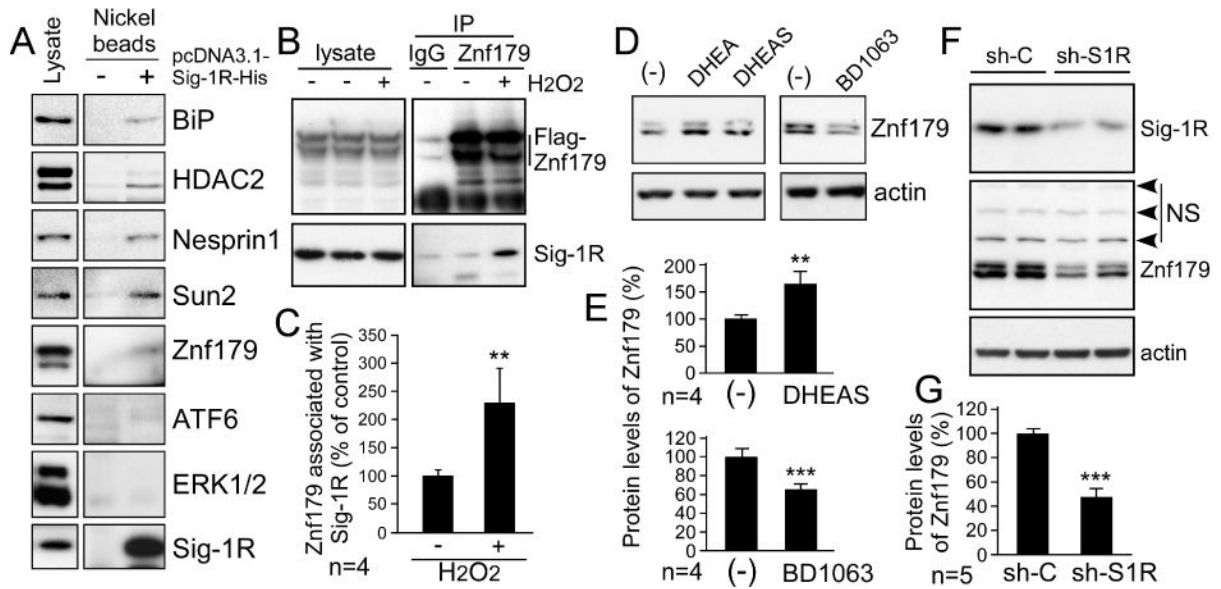 A
Lysate
Nickel
beads
pcDNA3.1-
- + Sig-1R-His
BiP
HDAC2
Nesprin1
Sun2
Znf179
ATF6
ERK1/2
Sig-1R
B
IP
lysate IgG Znf179
- - + - - + H2O2
Flag-
Znf179
Sig-1R
C
Znf179 associated with
Sig-1R (% of control)
350
300
250
200
150
100
50
0
**
- +
n=4 H2O2
D
(-) DHEA DHEAS (-) BD1063
Znf179
actin
E
Protein levels of Znf179 (%)
200
150
100
50
0
**
n=4 (-) DHEAS
120
100
80
60
40
20
0
***
n=4 (-) BD1063
F
sh-C sh-S1R
Sig-1R
NS
Znf179
actin
G
Protein levels
of Znf179 (%)
120
100
80
60
40
20
0
***
n=5 sh-C sh-S1R